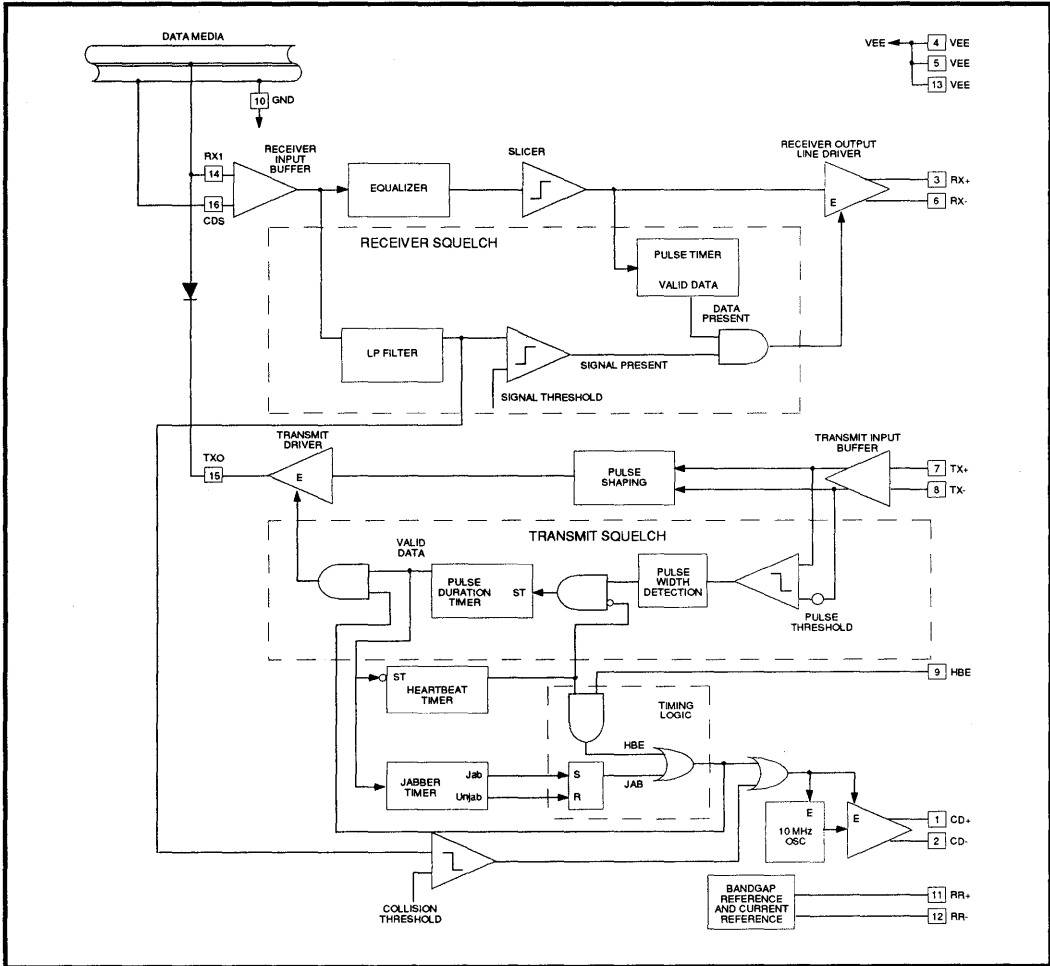 DATA MEDIA
VEE
4 VEE
5 VEE
13 VEE
10 GND
RX1
14
16
CDS
RECEIVER
INPUT
BUFFER
EQUALIZER
SLICER
RECEIVER OUTPUT
LINE DRIVER
E
3 RX+
6 RX-
RECEIVER SQUELCH
PULSE TIMER
VALID DATA
DATA
PRESENT
LP FILTER
SIGNAL PRESENT
SIGNAL THRESHOLD
TRANSMIT
DRIVER
TXO
15
E
PULSE
SHAPING
TRANSMIT INPUT
BUFFER
7 TX+
8 TX-
TRANSMIT SQUELCH
VALID
DATA
PULSE
DURATION
TIMER
ST
PULSE
WIDTH
DETECTION
PULSE
THRESHOLD
ST
HEARTBEAT
TIMER
9 HBE
TIMING
LOGIC
HBE
JABBER
TIMER
Jab
Unjab
S
R
JAB
E
10 MHz
OSC
E
1 CD+
2 CD-
COLLISION
THRESHOLD
BANDGAP
REFERENCE
AND CURRENT
REFERENCE
11 RR+
12 RR-